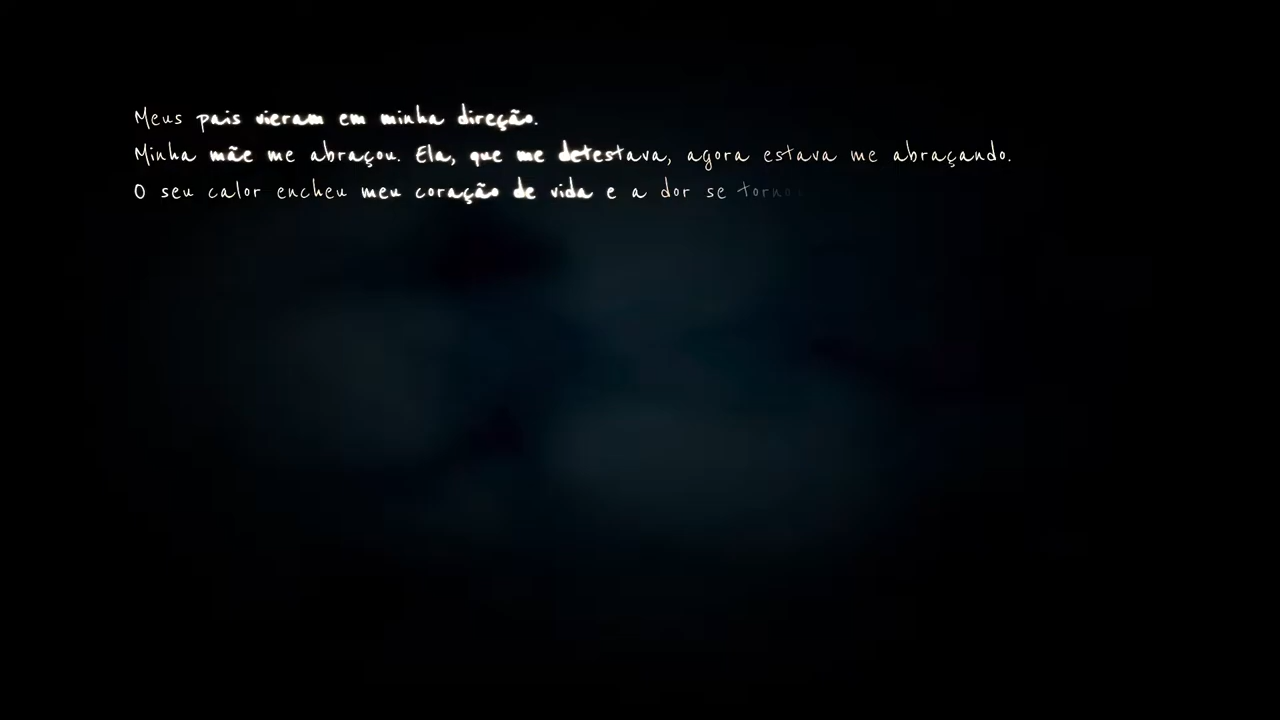 Meus pais vieram em minha direção.
Minha mãe me abraçou. Ela, que me detestava, agora estava me abraçando.
O seu calor encheu meu coração de vida e a dor se